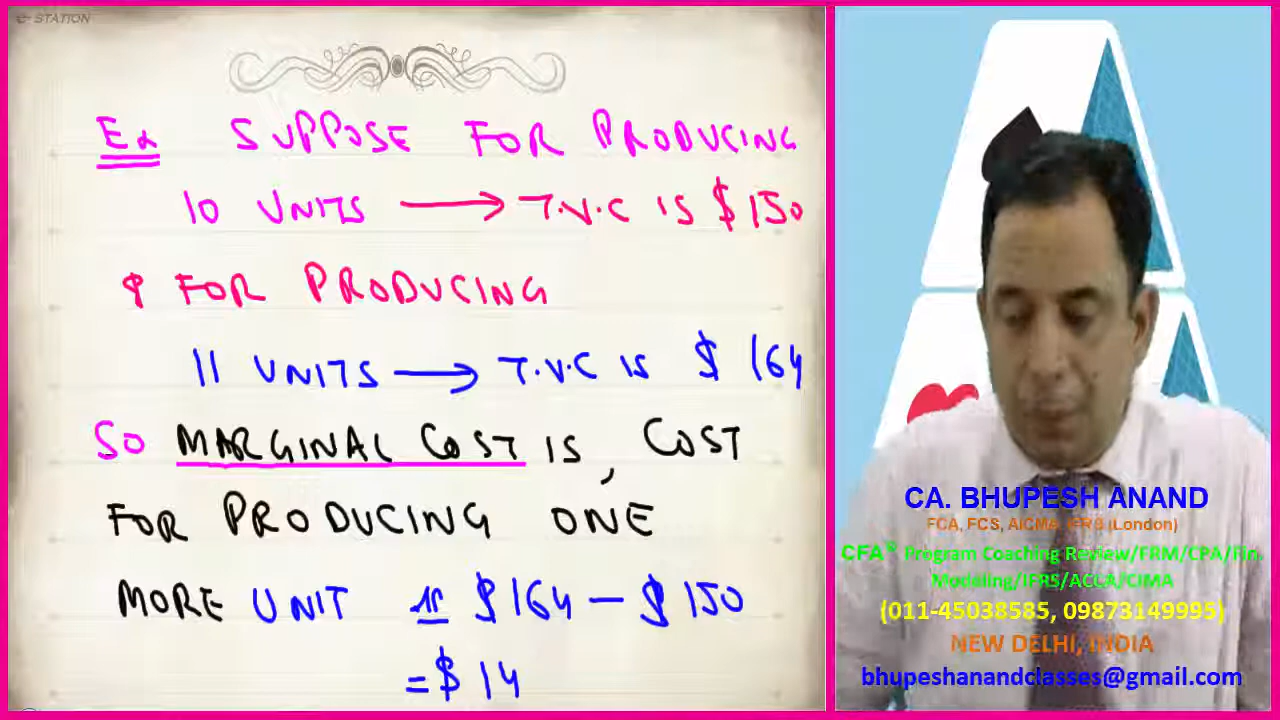 e-STATION
Ex SUPPOSE FOR PRODUCING
10 UNITS → T.V.C IS $150
& FOR PRODUCING
11 UNITS → T.V.C IS $ 164
SO MARGINAL COST IS, COST
FOR PRODUCING ONE
MORE UNIT $164 - $150
= $14
CA. BHUPESH ANAND
FCA, FCS, AICMA, IFRS (London)
CFA® Program Coaching Review/FRM/CPA/Fin.
Modeling/IFRS/ACCA/CIMA
(011-45038585, 09873149995)
NEW DELHI, INDIA
bhupeshanandclasses@gmail.com